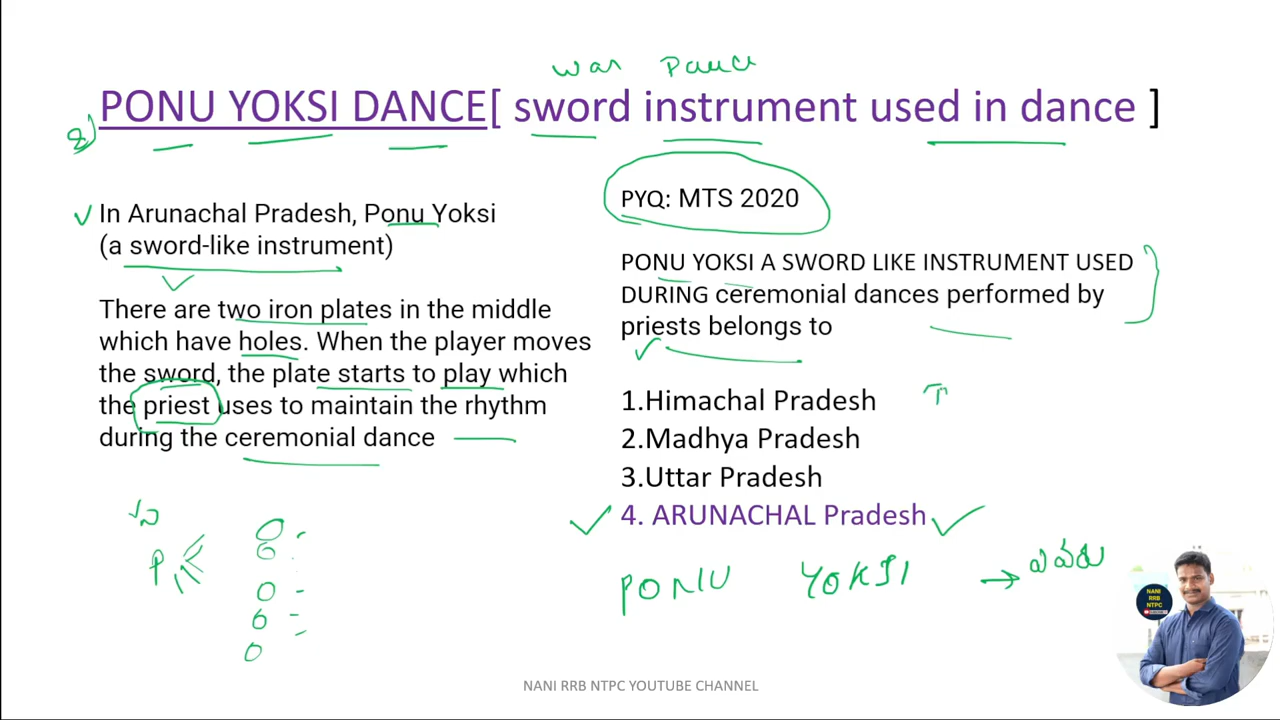 war
PONU YOKSI DANCE[ sword instrument used in dance ]
8)
In Arunachal Pradesh, Ponu Yoksi
(a sword-like instrument)
There are two iron plates in the middle
which have holes. When the player moves
the sword, the plate starts to play which
the priest uses to maintain the rhythm
during the ceremonial dance
P
PYQ: MTS 2020
PONU YOKSI A SWORD LIKE INSTRUMENT USED
DURING ceremonial dances performed by
priests belongs to
1.Himachal Pradesh
2.Madhya Pradesh
3.Uttar Pradesh
4. ARUNACHAL Pradesh
PONU YOKSI →
NANI
RRB
NTPC
NANI RRB NTPC YOUTUBE CHANNEL